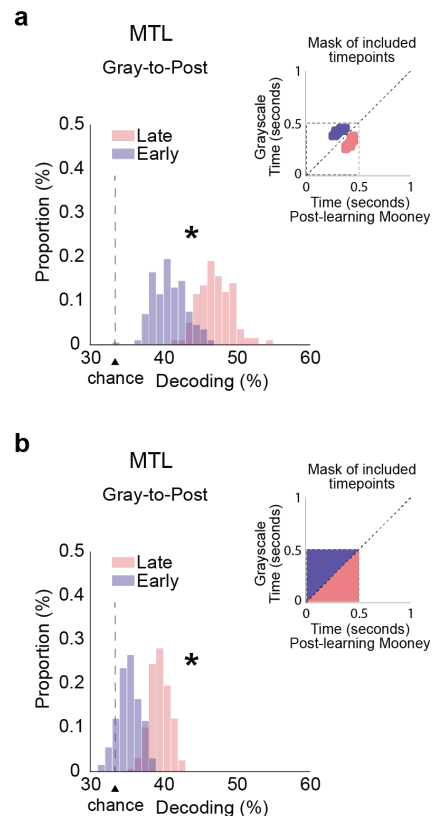 a
MTL
Gray-to-Post
Mask of included
timepoints
1
0.5
0
Grayscale
Time (seconds)
0 0.5 1
Time (seconds)
Post-learning Mooney
0.5
0.4
0.3
0.2
0.1
0
Proportion (%)
Late
Early
*
30 40 50 60
chance
Decoding (%)
b
MTL
Gray-to-Post
Mask of included
timepoints
1
0.5
0
Grayscale
Time (seconds)
0 0.5 1
Time (seconds)
Post-learning Mooney
0.5
0.4
0.3
0.2
0.1
0
Proportion (%)
Late
Early
*
30 40 50 60
chance
Decoding (%)